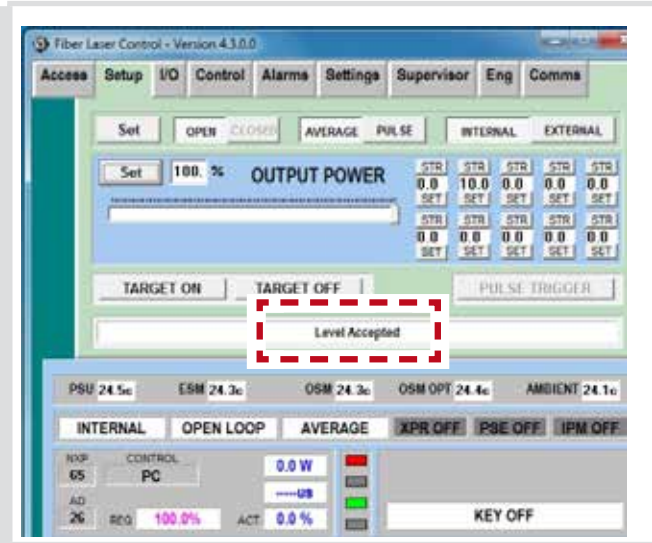 Fiber Laser Control - Version 4.3.0.0
Access Setup I/O Control Alarms Settings Supervisor Eng Comms
Set OPEN CLOSED AVERAGE PULSE INTERNAL EXTERNAL
Set 100. % OUTPUT POWER
STR STR STR STR STR
0.0 10.0 0.0 0.0 0.0
SET SET SET SET SET
STR STR STR STR STR
0.0 0.0 0.0 0.0 0.0
SET SET SET SET SET
TARGET ON TARGET OFF PULSE TRIGGER
Level Accepted
PSU 24.5c ESM 24.3c OSM 24.3c OSM OPT 24.4c AMBIENT 24.1c
INTERNAL OPEN LOOP AVERAGE XPR OFF PSE OFF IPM OFF
NXP CONTROL 0.0 W
65 PC
-----uS
AD
26 REQ 100.0% ACT 0.0 % KEY OFF